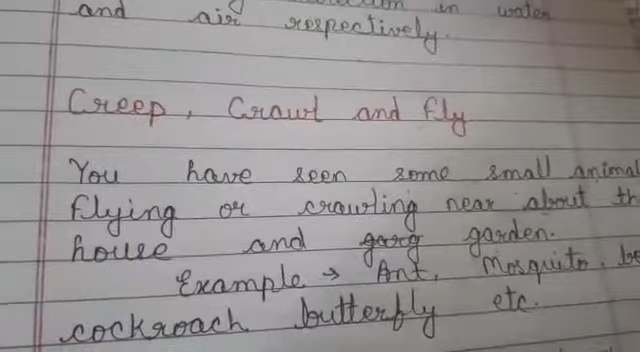 and air respectively.
Creep, Crawl and fly
You have seen some small animal
flying or crawling near about th
house and garg garden.
Example → Ant, Mosquito, be
cockroach butterfly etc.